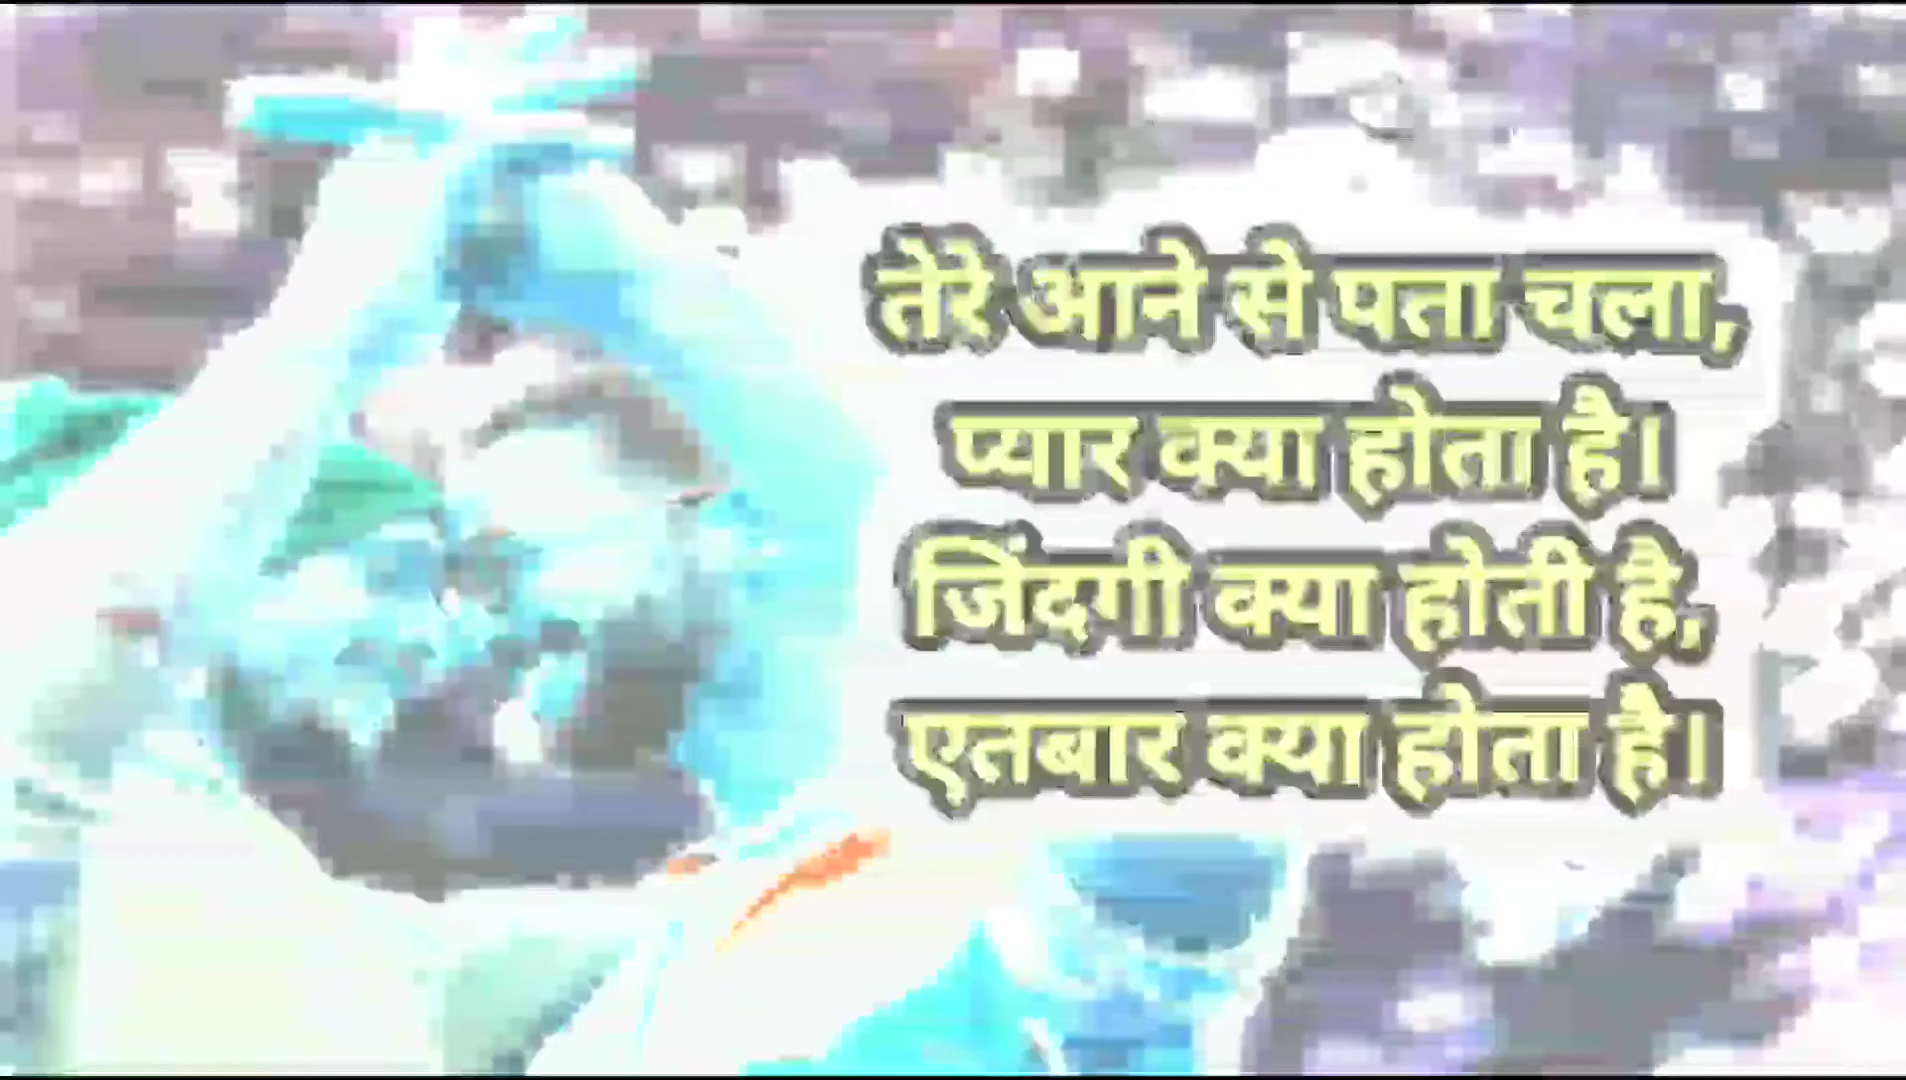 तेरे आने से पता चला,
प्यार क्या होता है।
जिंदगी क्या होती है,
एतबार क्या होता है।